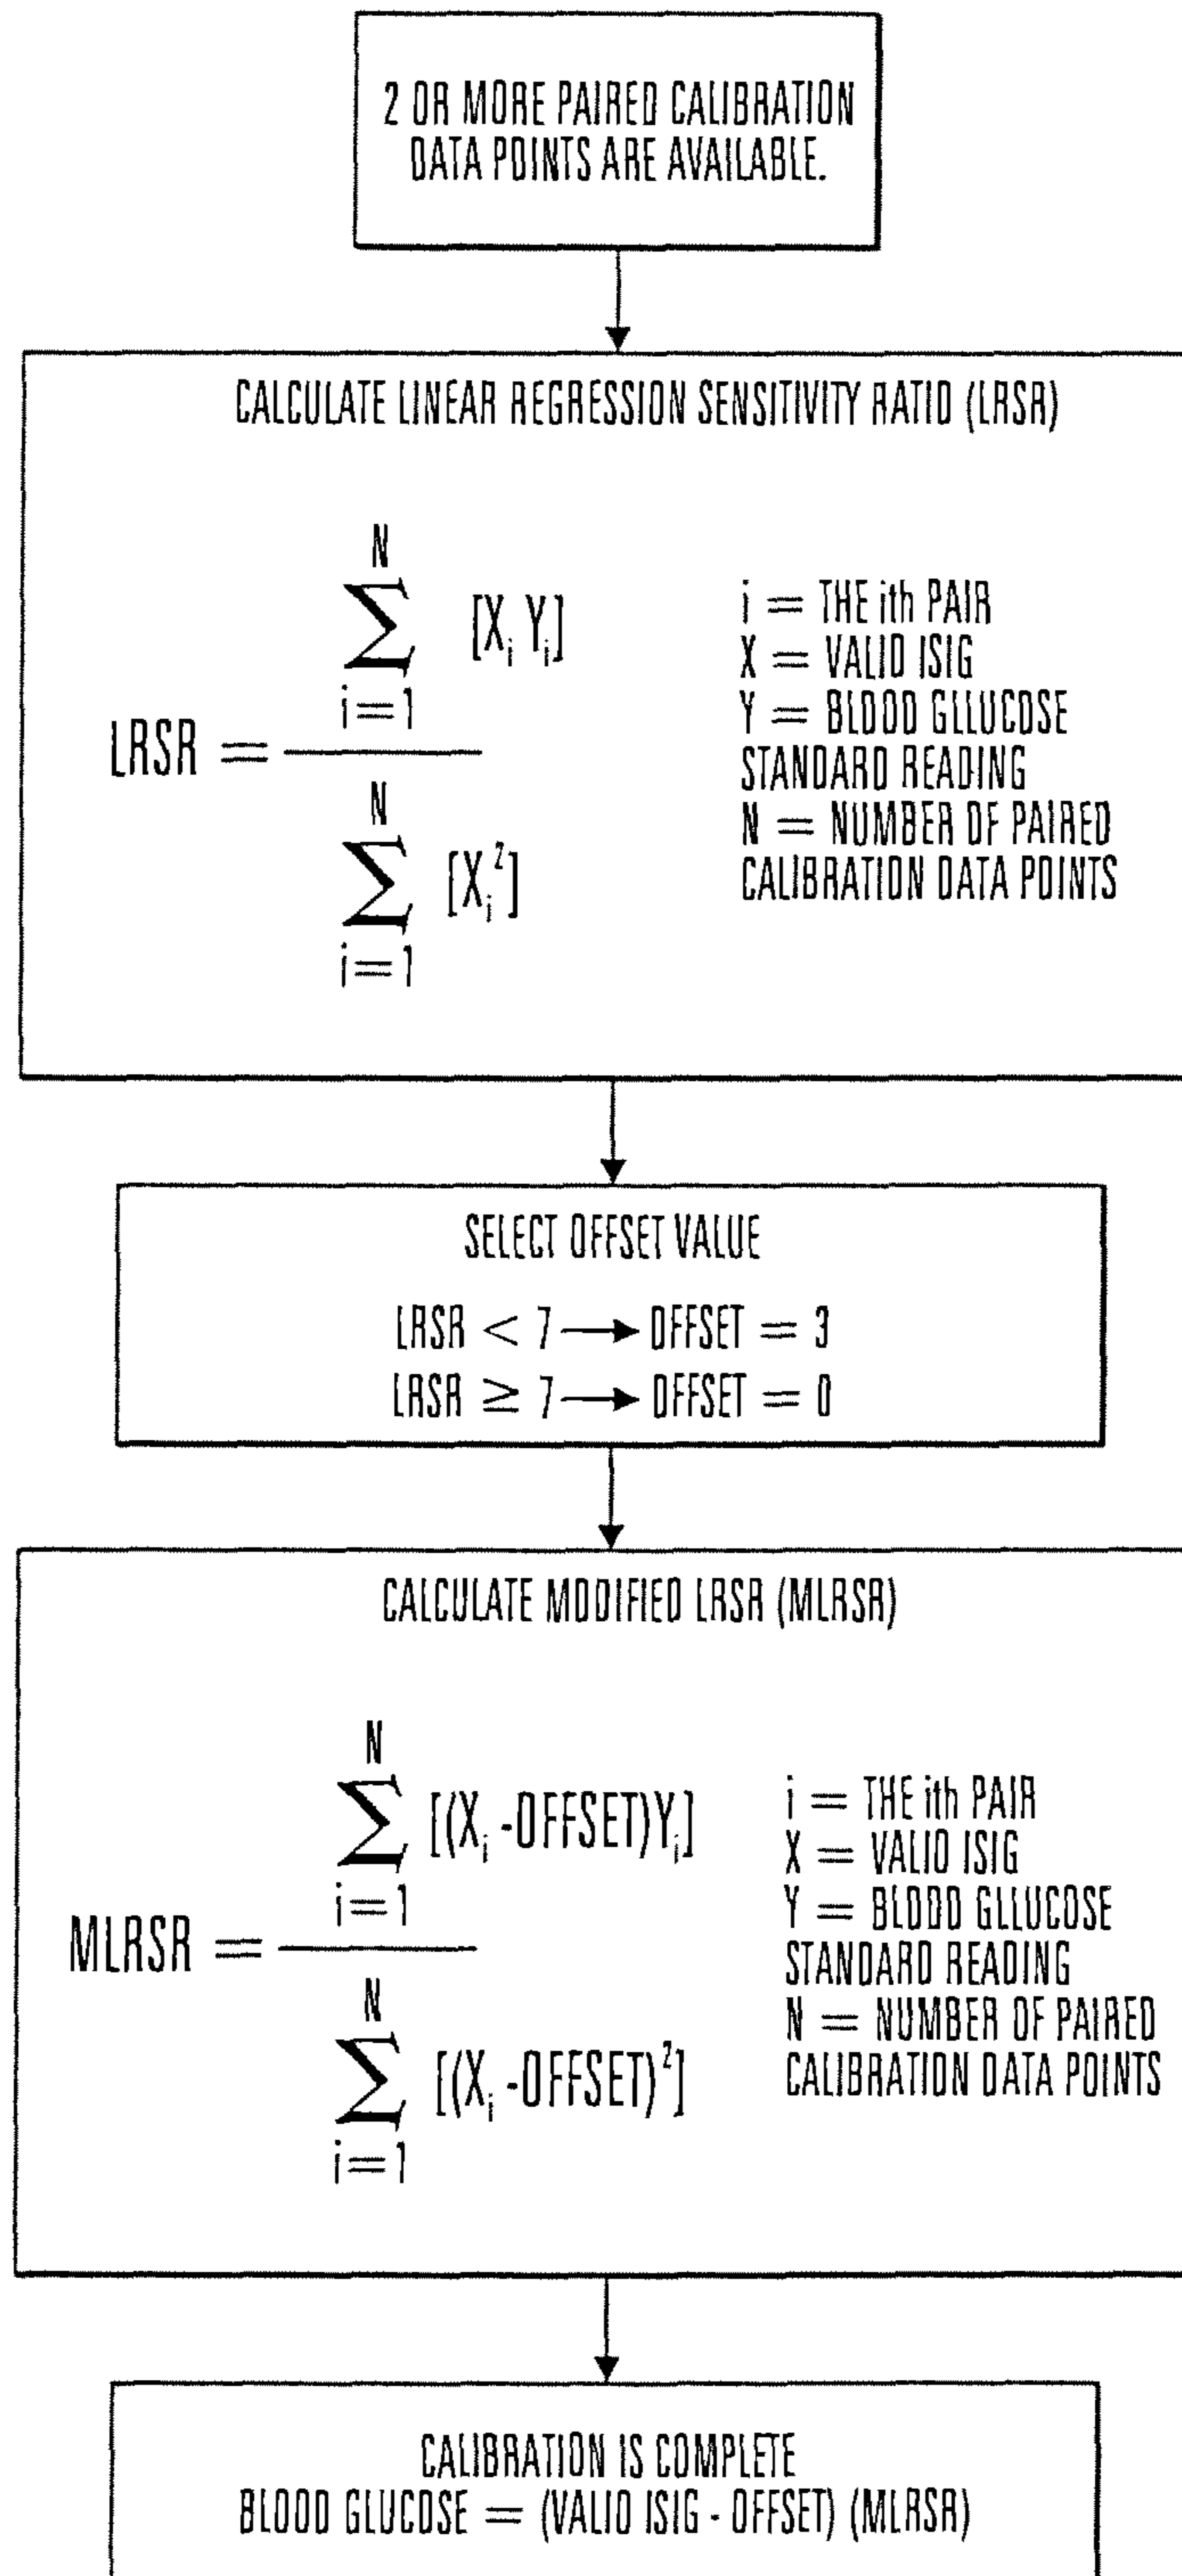 2 OR MORE PAIRED CALIBRATION
DATA POINTS ARE AVAILABLE.
CALCULATE LINEAR REGRESSION SENSITIVITY RATIO (LRSR)
N
∑ [X_i Y_i]
i=1
LRSR =
N
∑ [X_i^2]
i=1
i = THE ith PAIR
X = VALID ISIG
Y = BLOOD GLLUCOSE
STANDARD READING
N = NUMBER OF PAIRED
CALIBRATION DATA POINTS
SELECT OFFSET VALUE
LRSR < 7 → OFFSET = 3
LRSR ≥ 7 → OFFSET = 0
CALCULATE MODIFIED LRSR (MLRSR)
N
∑ [(X_i -OFFSET)Y_i]
i=1
MLRSR =
N
∑ [(X_i -OFFSET)^2]
i=1
i = THE ith PAIR
X = VALID ISIG
Y = BLOOD GLLUCOSE
STANDARD READING
N = NUMBER OF PAIRED
CALIBRATION DATA POINTS
CALIBRATION IS COMPLETE
BLOOD GLUCOSE = (VALID ISIG - OFFSET) (MLRSR)